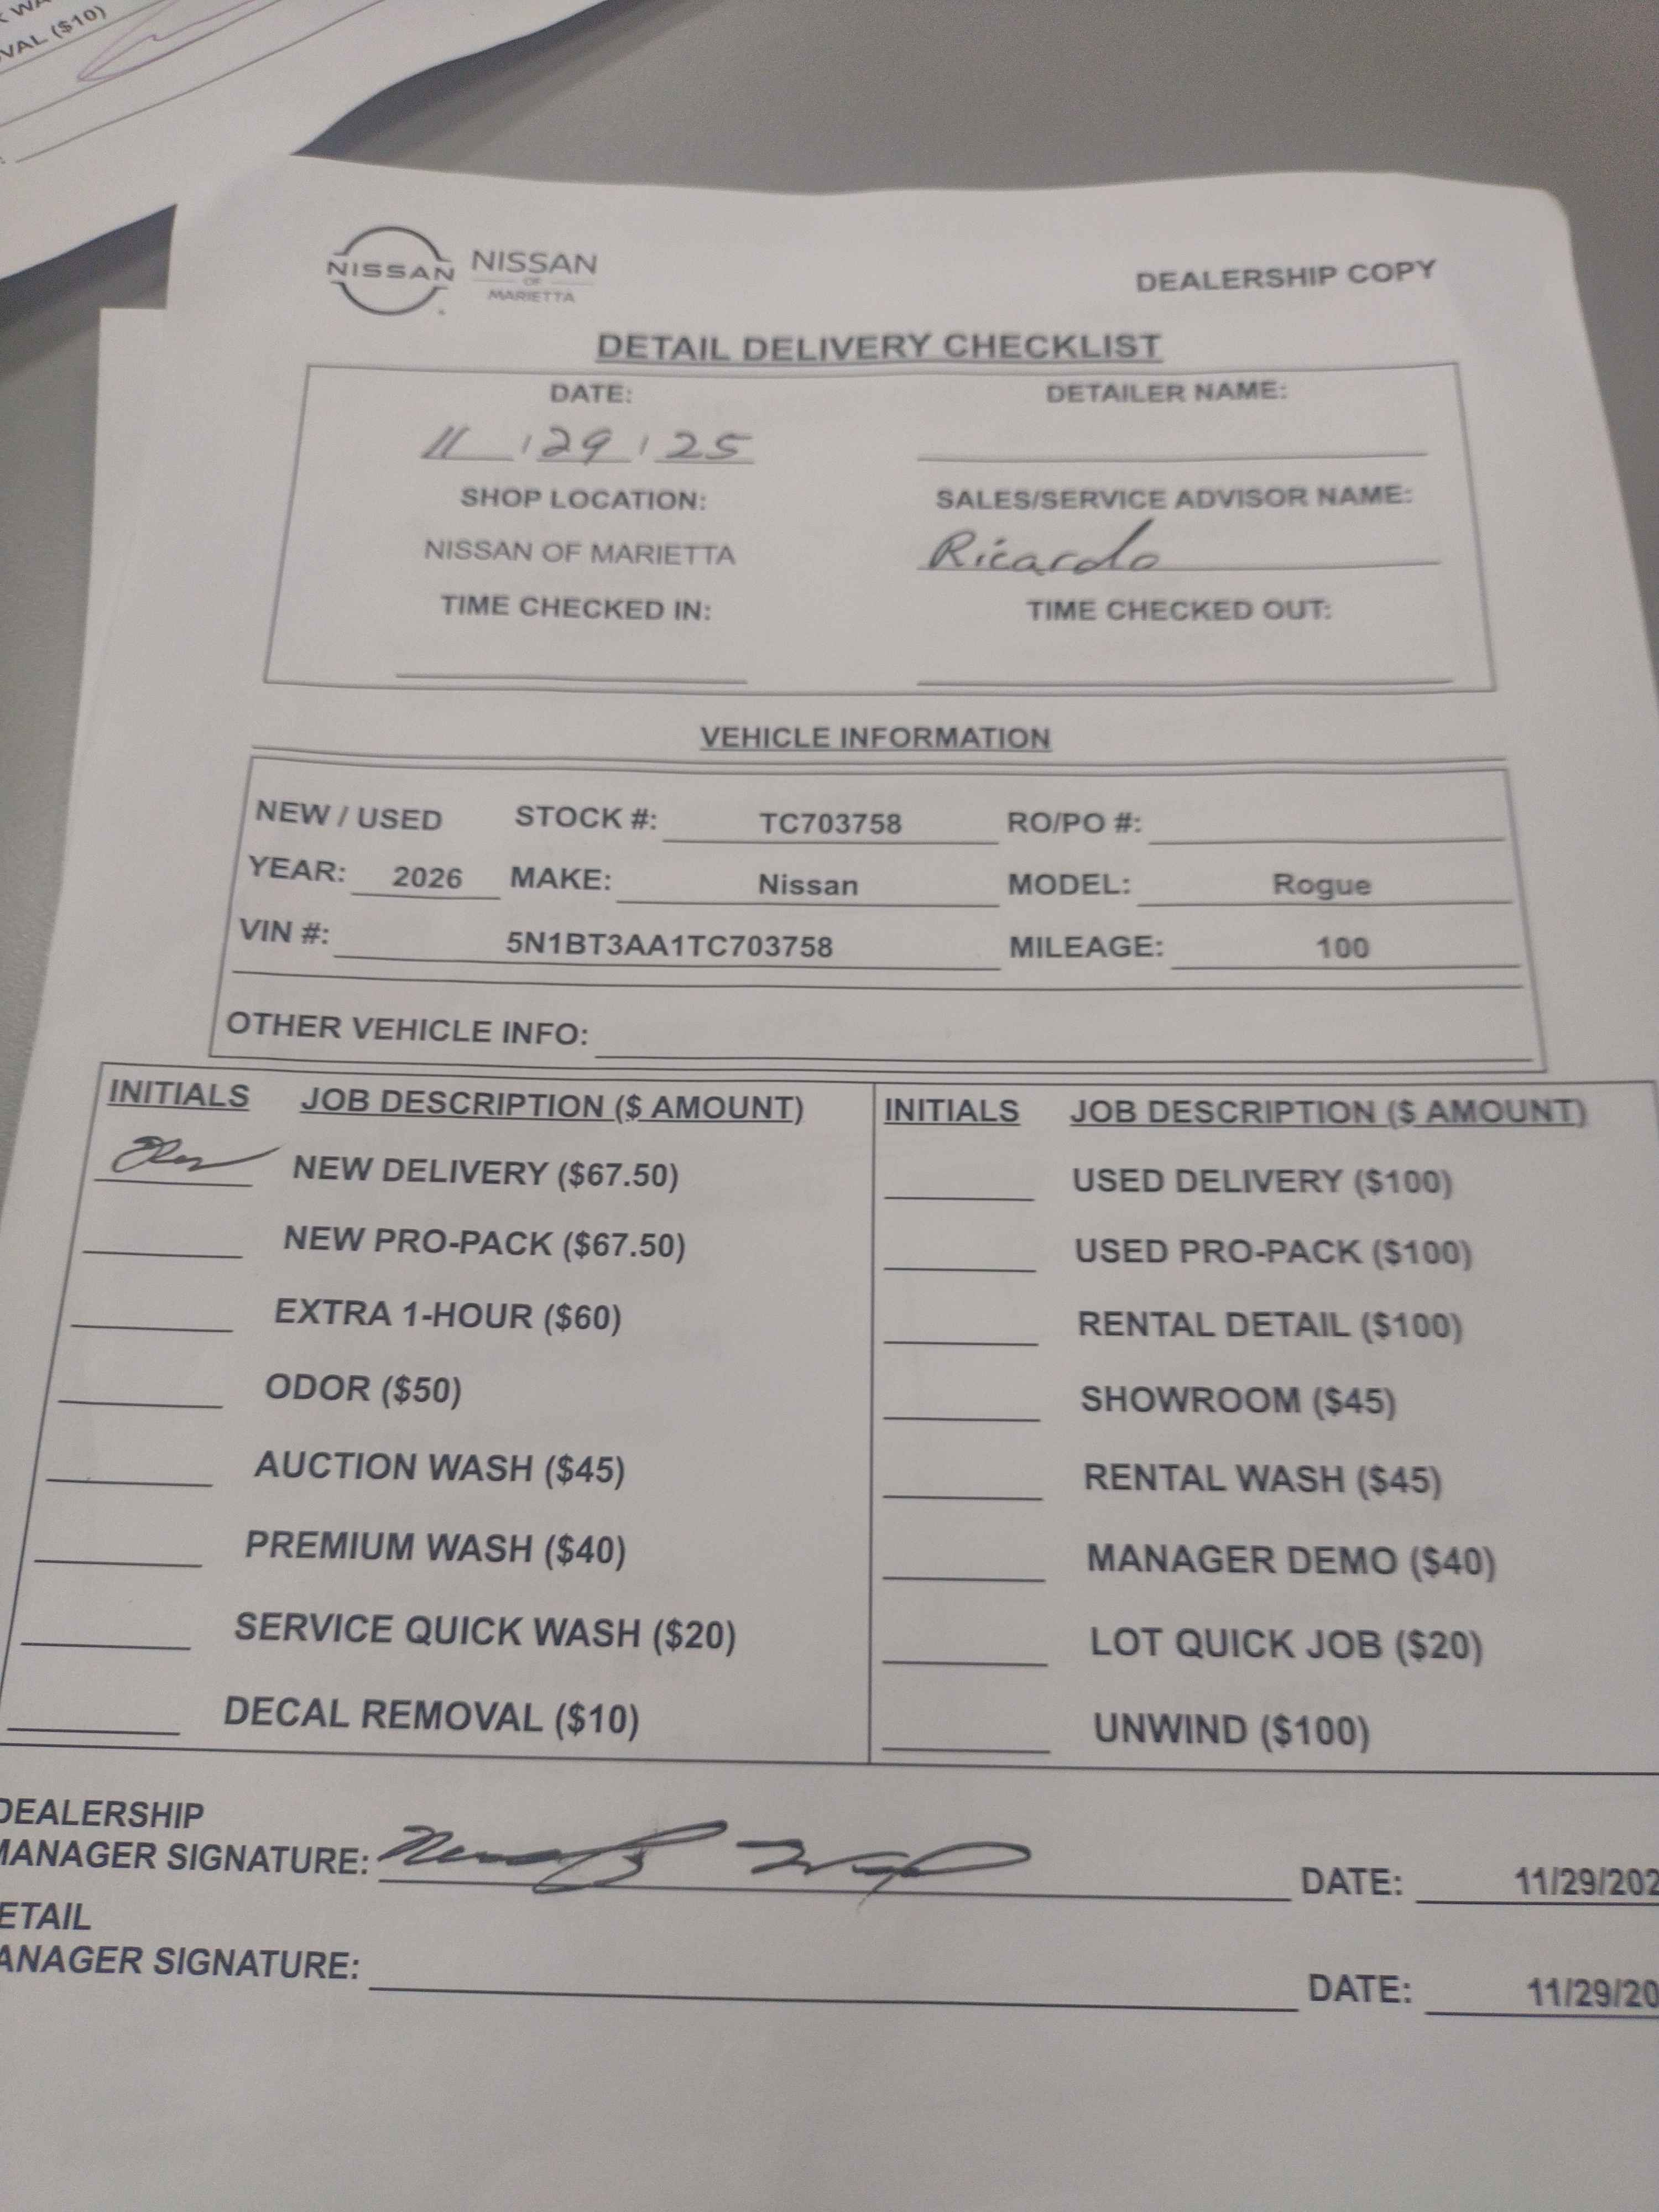 VAL ($10)
NISSAN NISSAN
OF
MARIETTA
DEALERSHIP COPY
DETAIL DELIVERY CHECKLIST
DATE: DETAILER NAME:
11 / 29 / 25
SHOP LOCATION: SALES/SERVICE ADVISOR NAME:
NISSAN OF MARIETTA Ricardo
TIME CHECKED IN: TIME CHECKED OUT:
VEHICLE INFORMATION
NEW / USED STOCK #: TC703758 RO/PO #:
YEAR: 2026 MAKE: Nissan MODEL: Rogue
VIN #: 5N1BT3AA1TC703758 MILEAGE: 100
OTHER VEHICLE INFO:
INITIALS JOB DESCRIPTION ($ AMOUNT) INITIALS JOB DESCRIPTION ($ AMOUNT)
NEW DELIVERY ($67.50) USED DELIVERY ($100)
NEW PRO-PACK ($67.50) USED PRO-PACK ($100)
EXTRA 1-HOUR ($60) RENTAL DETAIL ($100)
ODOR ($50) SHOWROOM ($45)
AUCTION WASH ($45) RENTAL WASH ($45)
PREMIUM WASH ($40) MANAGER DEMO ($40)
SERVICE QUICK WASH ($20) LOT QUICK JOB ($20)
DECAL REMOVAL ($10) UNWIND ($100)
DEALERSHIP
MANAGER SIGNATURE: DATE: 11/29/202
ETAIL
ANAGER SIGNATURE: DATE: 11/29/20